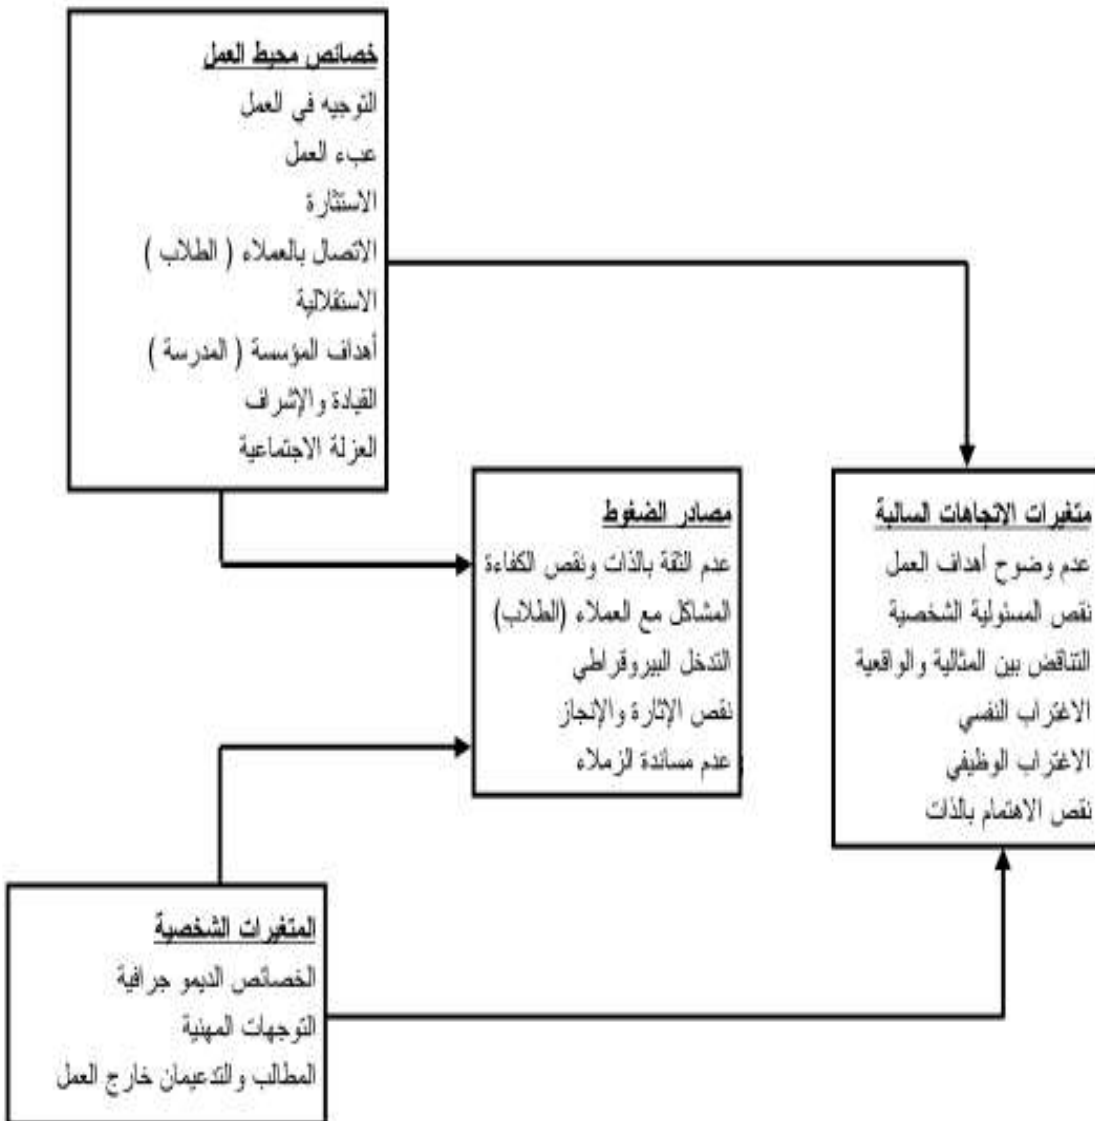 خصائص محيط العمل
التوجيه في العمل
عبء العمل
الاستثارة
الاتصال بالعملاء ( الطلاب )
الاستقلالية
أهداف المؤسسة ( المدرسة )
القيادة والإشراف
العزلة الاجتماعية
مصادر الضغوط
عدم الثقة بالذات ونقص الكفاءة
المشاكل مع العملاء (الطلاب)
التدخل البيروقراطي
نقص الإثارة والإنجاز
عدم مساندة الزملاء
متغيرات الاتجاهات السالبة
عدم وضوح أهداف العمل
نقص المسئولية الشخصية
التناقض بين المثالية والواقعية
الاغتراب النفسي
الاغتراب الوظيفي
نقص الاهتمام بالذات
المتغيرات الشخصية
الخصائص الديمو جرافية
التوجهات المهنية
المطالب والتدعيمان خارج العمل